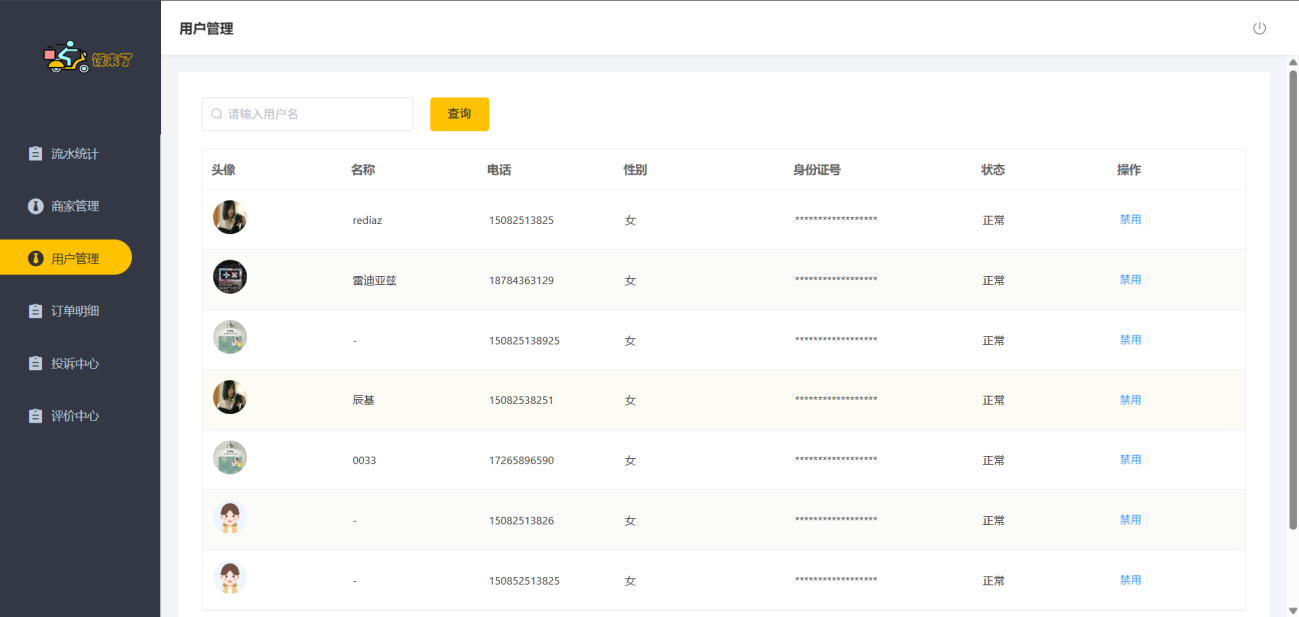 用户管理
饭来了
请输入用户名
查询
流水统计
商家管理
用户管理
订单明细
投诉中心
评价中心
头像 名称 电话 性别 身份证号 状态 操作
rediaz 15082513825 女 ****************** 正常 禁用
雷迪亚兹 18784363129 女 ****************** 正常 禁用
- 150825138925 女 ****************** 正常 禁用
辰基 15082538251 女 ****************** 正常 禁用
0033 17265896590 女 ****************** 正常 禁用
- 15082513826 女 ****************** 正常 禁用
- 150852513825 女 ****************** 正常 禁用